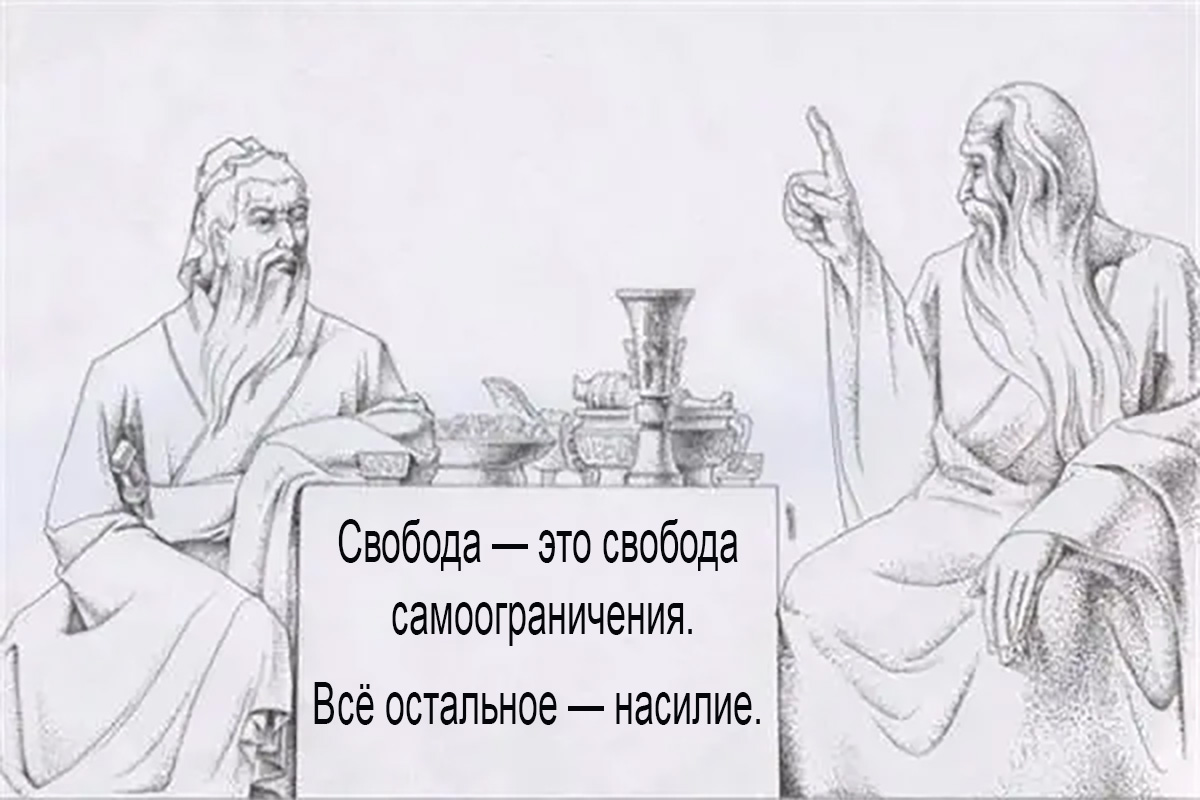 Свобода — это свобода
самоограничения.
Всё остальное — насилие.